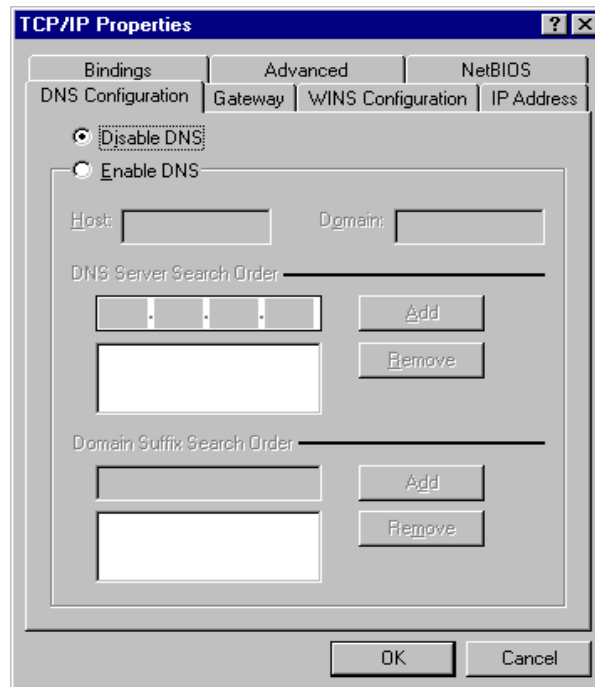 TCP/IP Properties ? X
Bindings Advanced NetBIOS
DNS Configuration Gateway WINS Configuration IP Address
Disable DNS
Enable DNS
Host: Domain:
DNS Server Search Order
. . .
Add
Remove
Domain Suffix Search Order
Add
Remove
OK Cancel